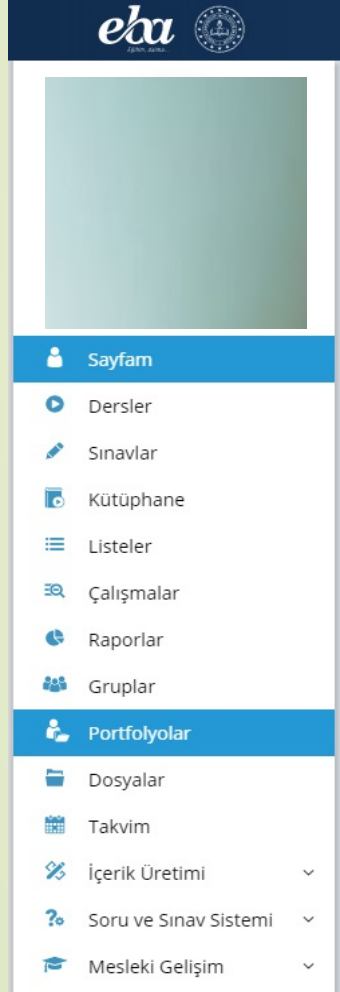 eba
Sayfam
Dersler
Sınavlar
Kütüphane
Listeler
Çalışmalar
Raporlar
Gruplar
Portfolyolar
Dosyalar
Takvim
İçerik Üretimi
Soru ve Sınav Sistemi
Mesleki Gelişim